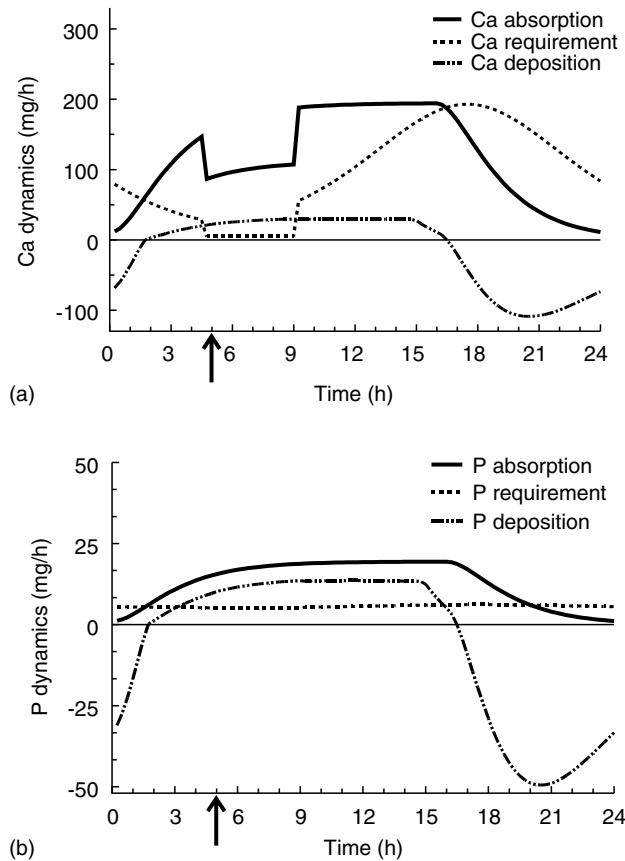 300
200
100
0
-100
Ca dynamics (mg/h)
Ca absorption
Ca requirement
Ca deposition
0 3 6 9 12 15 18 21 24
(a)
Time (h)
50
25
0
-25
-50
P dynamics (mg/h)
P absorption
P requirement
P deposition
0 3 6 9 12 15 18 21 24
(b)
Time (h)